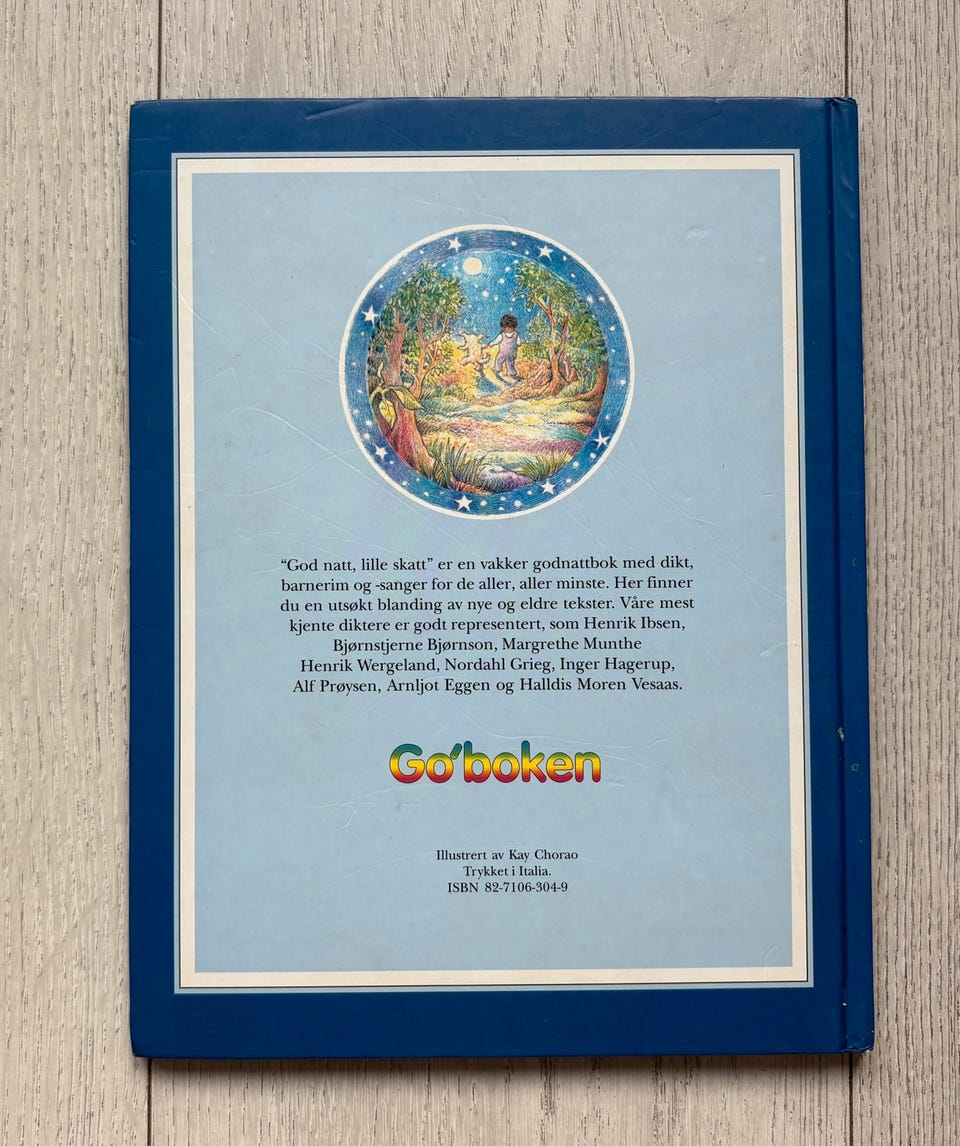 “God natt, lille skatt” er en vakker godnattbok med dikt,
barnerim og -sanger for de aller, aller minste. Her finner
du en utsøkt blanding av nye og eldre tekster. Våre mest
kjente diktere er godt representert, som Henrik Ibsen,
Bjørnstjerne Bjørnson, Margrethe Munthe
Henrik Wergeland, Nordahl Grieg, Inger Hagerup,
Alf Prøysen, Arnljot Eggen og Halldis Moren Vesaas.
Go'boken
Illustrert av Kay Chorao
Trykket i Italia.
ISBN 82-7106-304-9